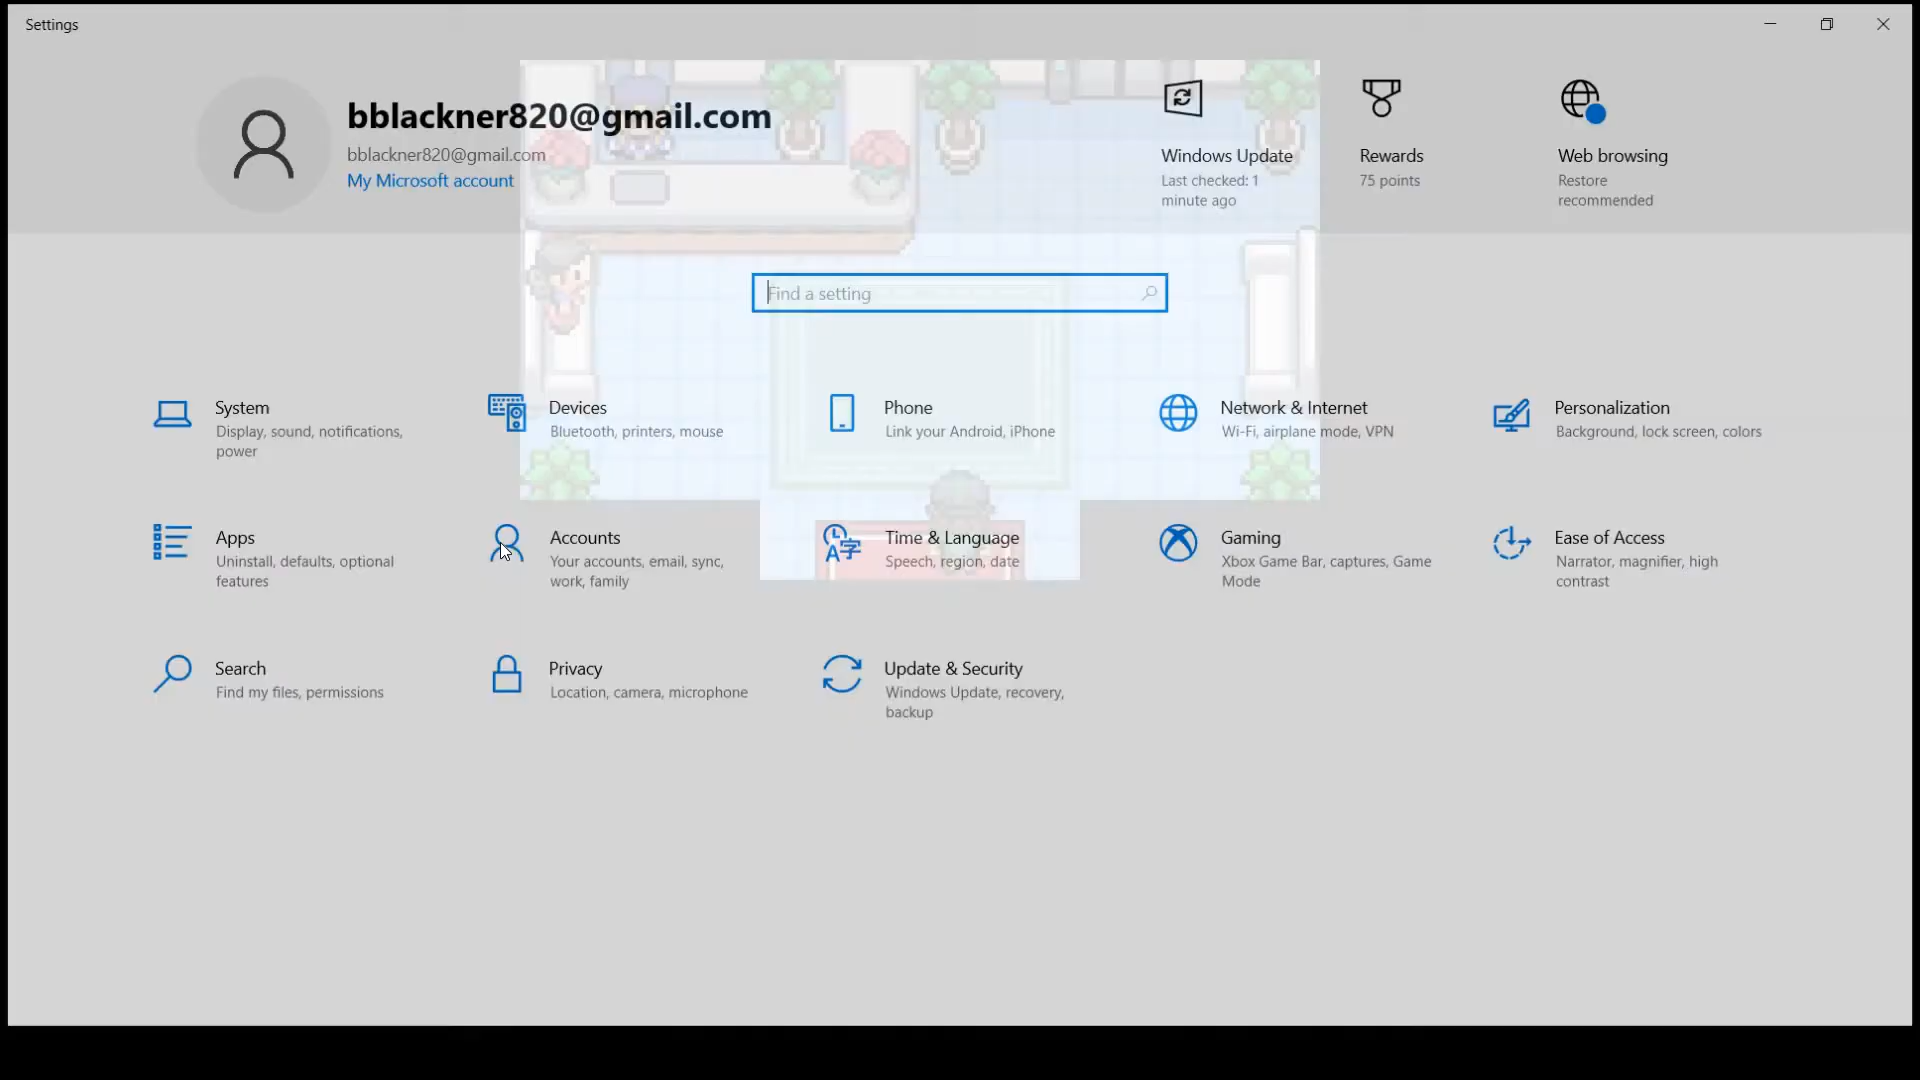 Settings
bblackner820@gmail.com
bblackner820@gmail.com
My Microsoft account
Windows Update
Last checked: 1
minute ago
Rewards
75 points
Web browsing
Restore
recommended
Find a setting
System
Display, sound, notifications,
power
Devices
Bluetooth, printers, mouse
Phone
Link your Android, iPhone
Network & Internet
Wi-Fi, airplane mode, VPN
Personalization
Background, lock screen, colors
Apps
Uninstall, defaults, optional
features
Accounts
Your accounts, email, sync,
work, family
Time & Language
Speech, region, date
Gaming
Xbox Game Bar, captures, Game
Mode
Ease of Access
Narrator, magnifier, high
contrast
Search
Find my files, permissions
Privacy
Location, camera, microphone
Update & Security
Windows Update, recovery,
backup